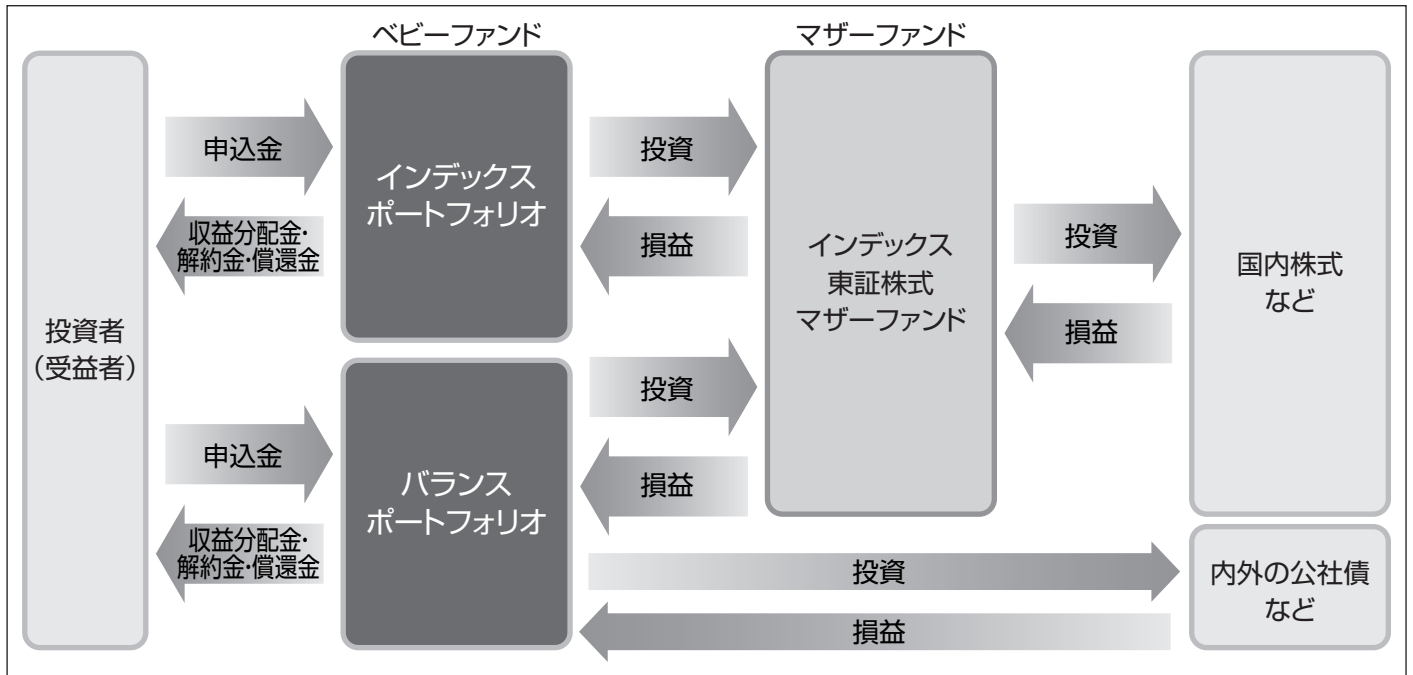 ベビーファンド
マザーファンド
投資者
(受益者)
申込金
収益分配金・
解約金・償還金
インデックス
ポートフォリオ
投資
損益
申込金
収益分配金・
解約金・償還金
バランス
ポートフォリオ
投資
損益
インデックス
東証株式
マザーファンド
投資
損益
国内株式
など
投資
損益
内外の公社債
など